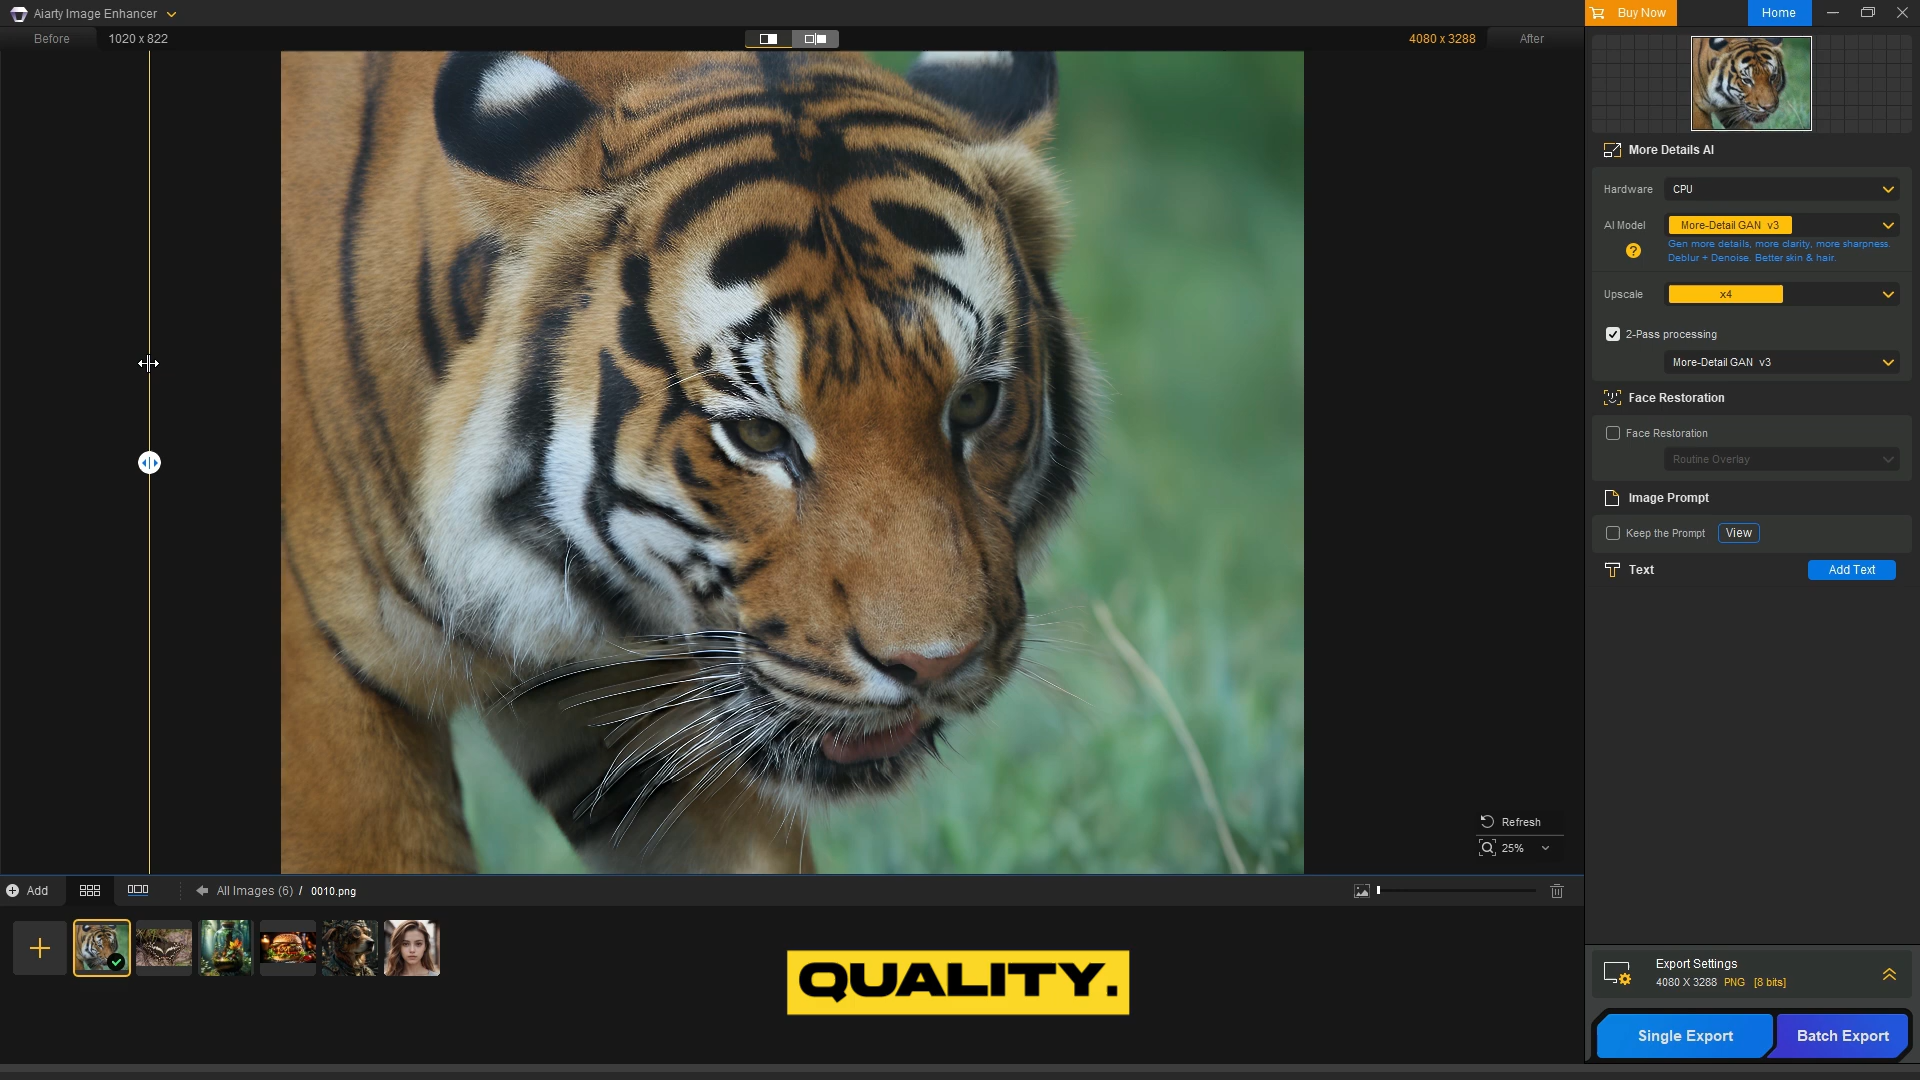 Aiarty Image Enhancer
Buy Now
Home
Before
1020 x 822
4080 x 3288
After
More Details AI
Hardware
CPU
AI Model
More-Detail GAN v3
?
Gen more details, more clarity, more sharpness.
Deblur + Denoise. Better skin & hair.
Upscale
x4
2-Pass processing
More-Detail GAN v3
Face Restoration
Face Restoration
Routine Overlay
Image Prompt
Keep the Prompt
View
Text
Add Text
Refresh
25%
Add
All Images (6) / 0010.png
QUALITY.
Export Settings
4080 X 3288 PNG [8 bits]
Single Export
Batch Export